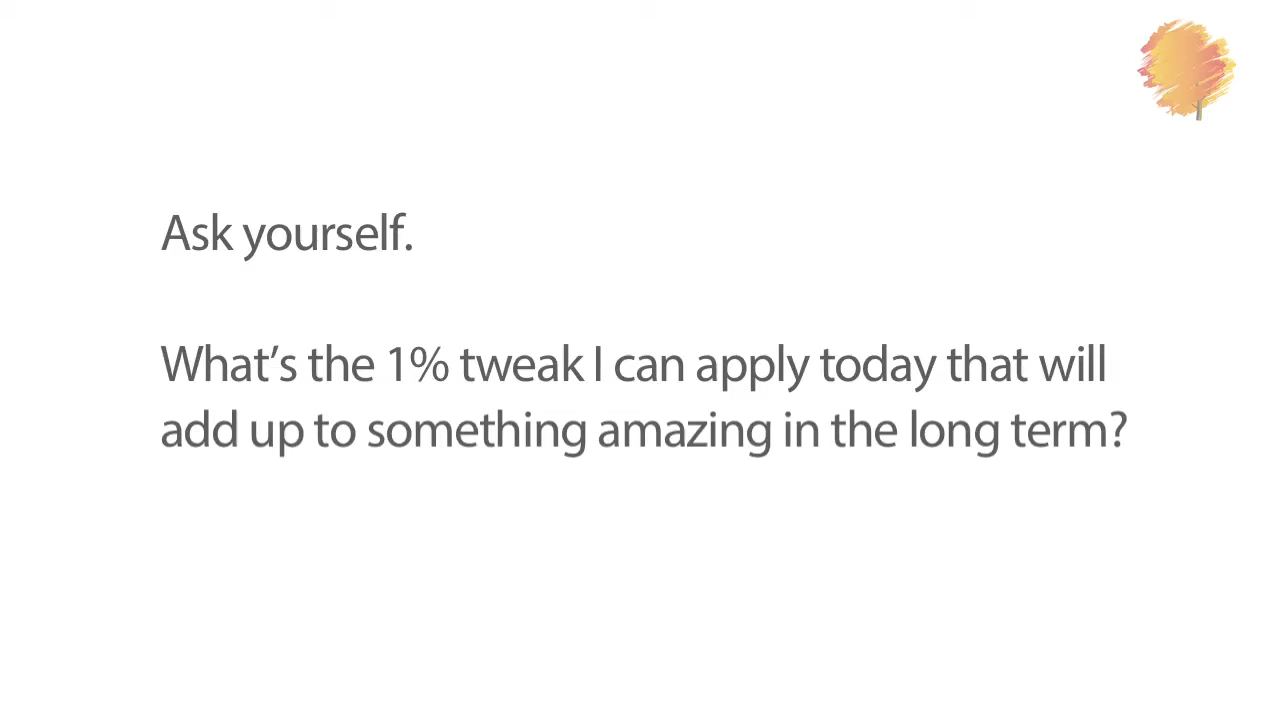 Ask yourself.
What’s the 1% tweak I can apply today that will
add up to something amazing in the long term?